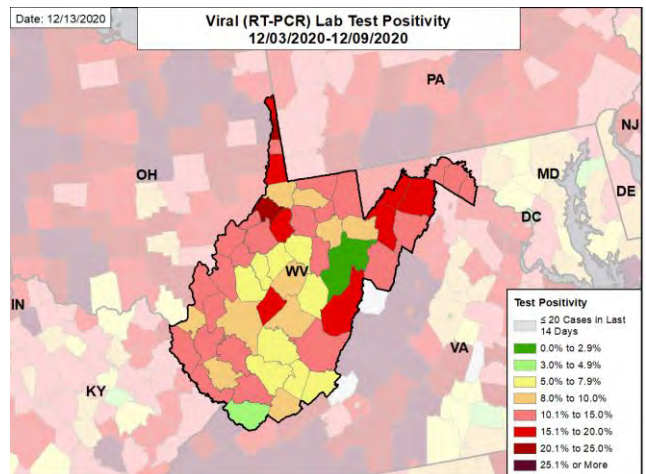 Date: 12/13/2020
Viral (RT-PCR) Lab Test Positivity
12/03/2020-12/09/2020
PA
NJ
OH
MD
DE
DC
WV
IN
VA
KY
Test Positivity
≤ 20 Cases in Last
14 Days
0.0% to 2.9%
3.0% to 4.9%
5.0% to 7.9%
8.0% to 10.0%
10.1% to 15.0%
15.1% to 20.0%
20.1% to 25.0%
25.1% or More